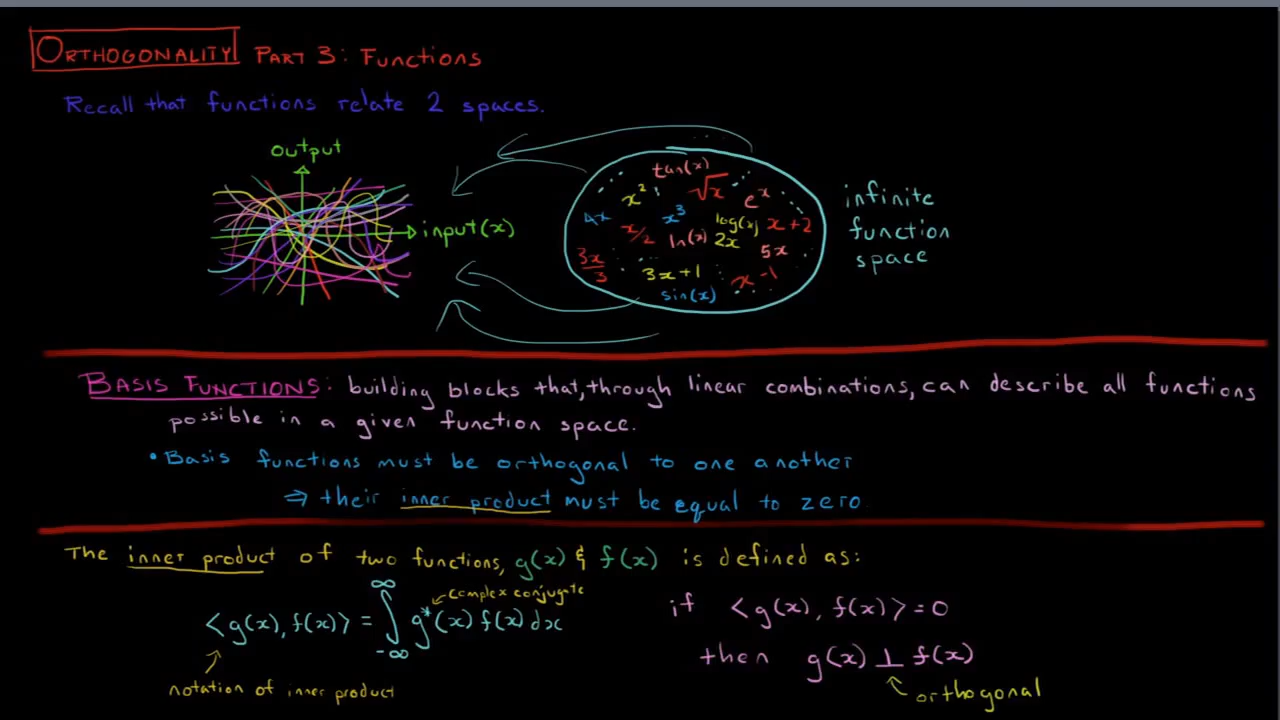 ORTHOGONALITY PART 3: FUNCTIONS
Recall that functions relate 2 spaces.
output
input(x)
tan(x)
x² √x eˣ
4x x³ log(x) x+2
x/2 ln(x) 2x 5x
3x/3 3x+1 x-1
sin(x)
infinite
function
space
BASIS FUNCTIONS: building blocks that, through linear combinations, can describe all functions
possible in a given function space.
• Basis functions must be orthogonal to one another
⇒ their inner product must be equal to zero
The inner product of two functions, g(x) & f(x) is defined as:
complex conjugate
<g(x), f(x)> = ∫_{-∞}^{∞} g*(x) f(x) dx
notation of inner product
if <g(x), f(x)> = 0
then g(x) ⊥ f(x)
orthogonal